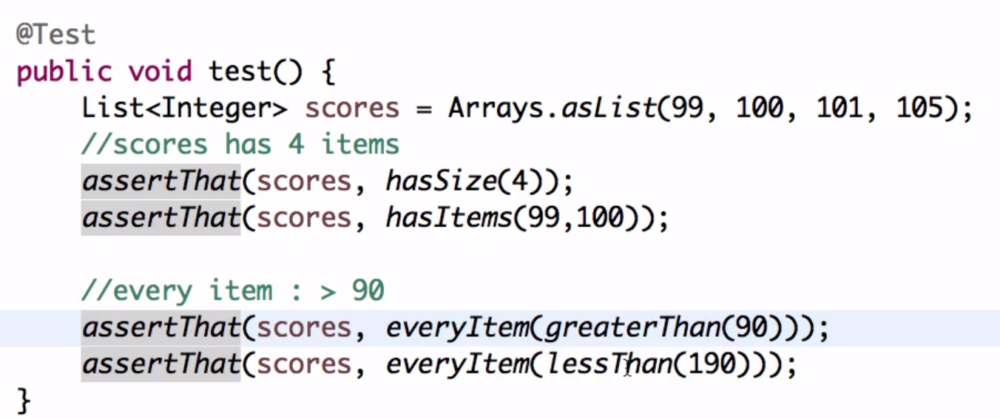 @Test
public void test() {
List<Integer> scores = Arrays.asList(99, 100, 101, 105);
//scores has 4 items
assertThat(scores, hasSize(4));
assertThat(scores, hasItems(99,100));
//every item : > 90
assertThat(scores, everyItem(greaterThan(90)));
assertThat(scores, everyItem(lessThan(190)));
}